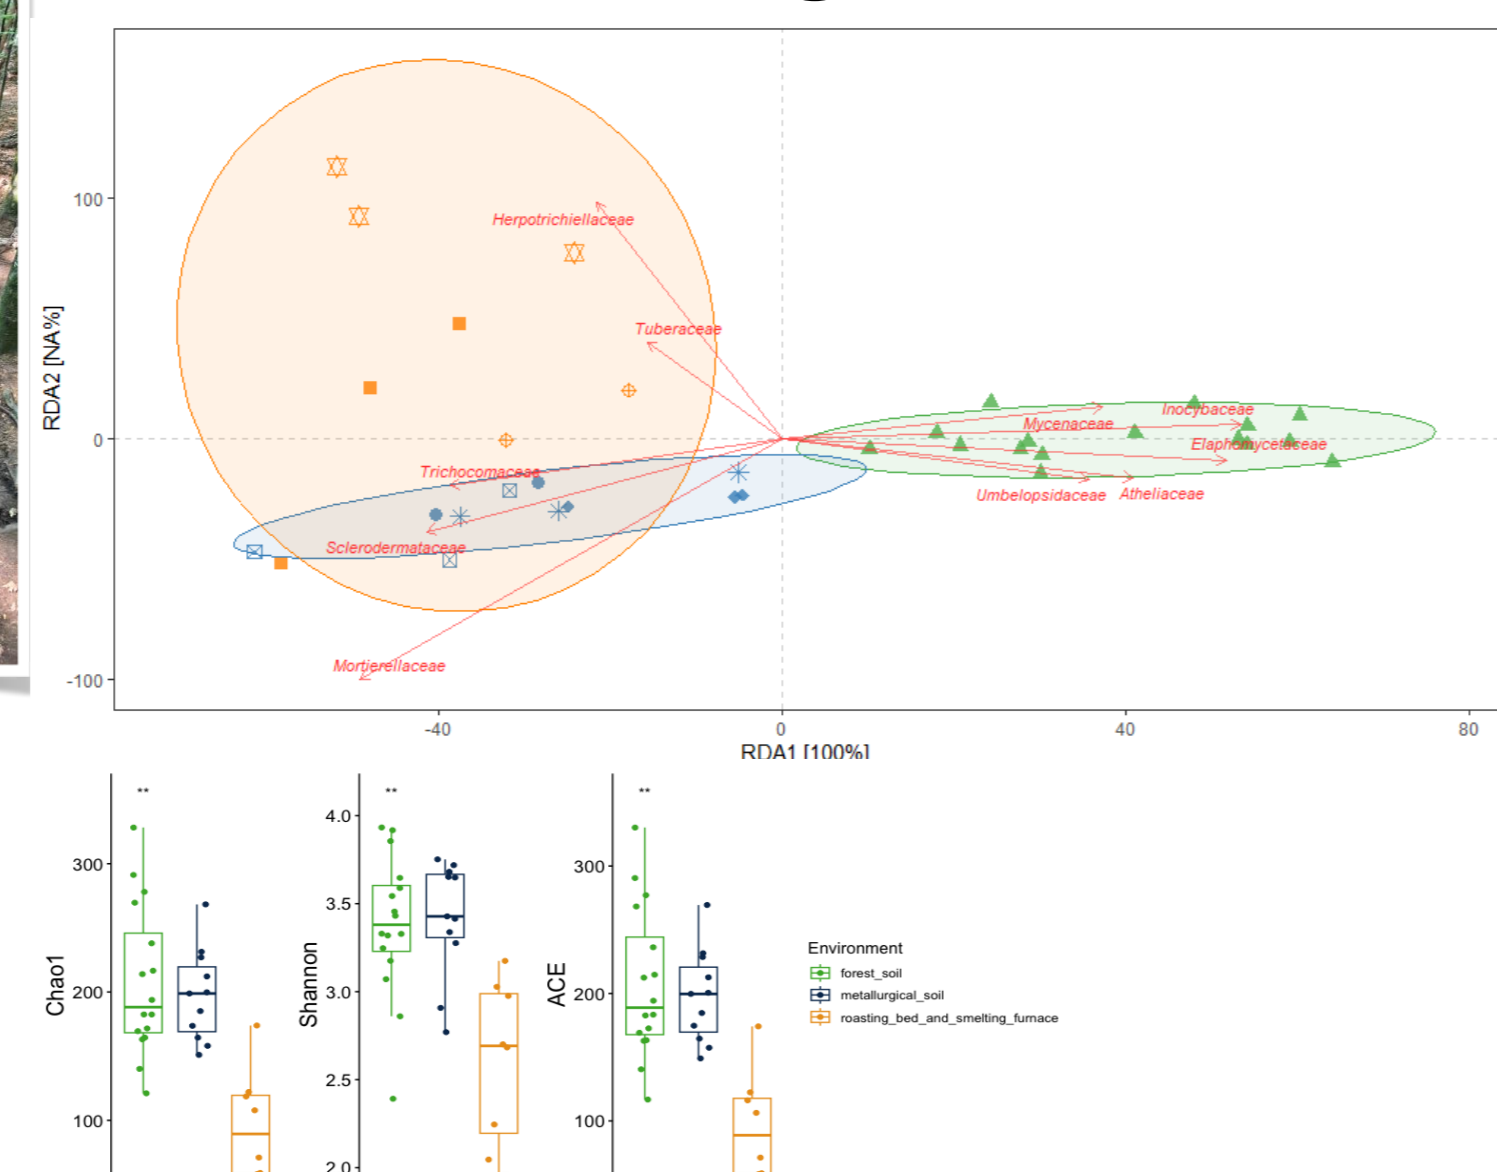 100
0
-100
RDA2 [NA%]
Herpotrichiellaceae
Tuberaceae
Inocybaceae
Mycenaceae
Elaphomycetaceae
Trichocomaceae
Umbelopsidaceae Atheliaceae
Sclerodermataceae
Mortierellaceae
-40 0 40 80
RDA1 [100%]
**
300
200
100
Chao1
**
4.0
3.5
3.0
2.5
2.0
Shannon
**
300
200
100
ACE
Environment
forest_soil
metallurgical_soil
roasting_bed_and_smelting_furnace